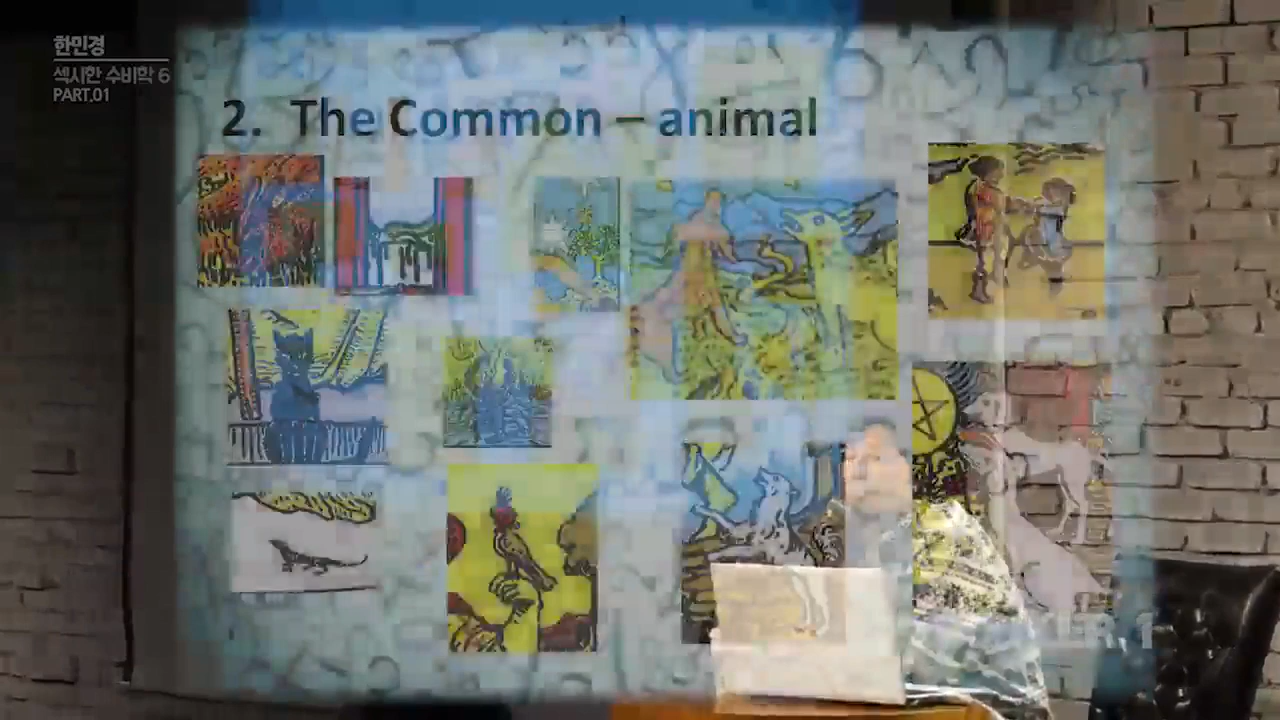 한민경
섹시한 수비학 6
PART.01
2. The Common – animal